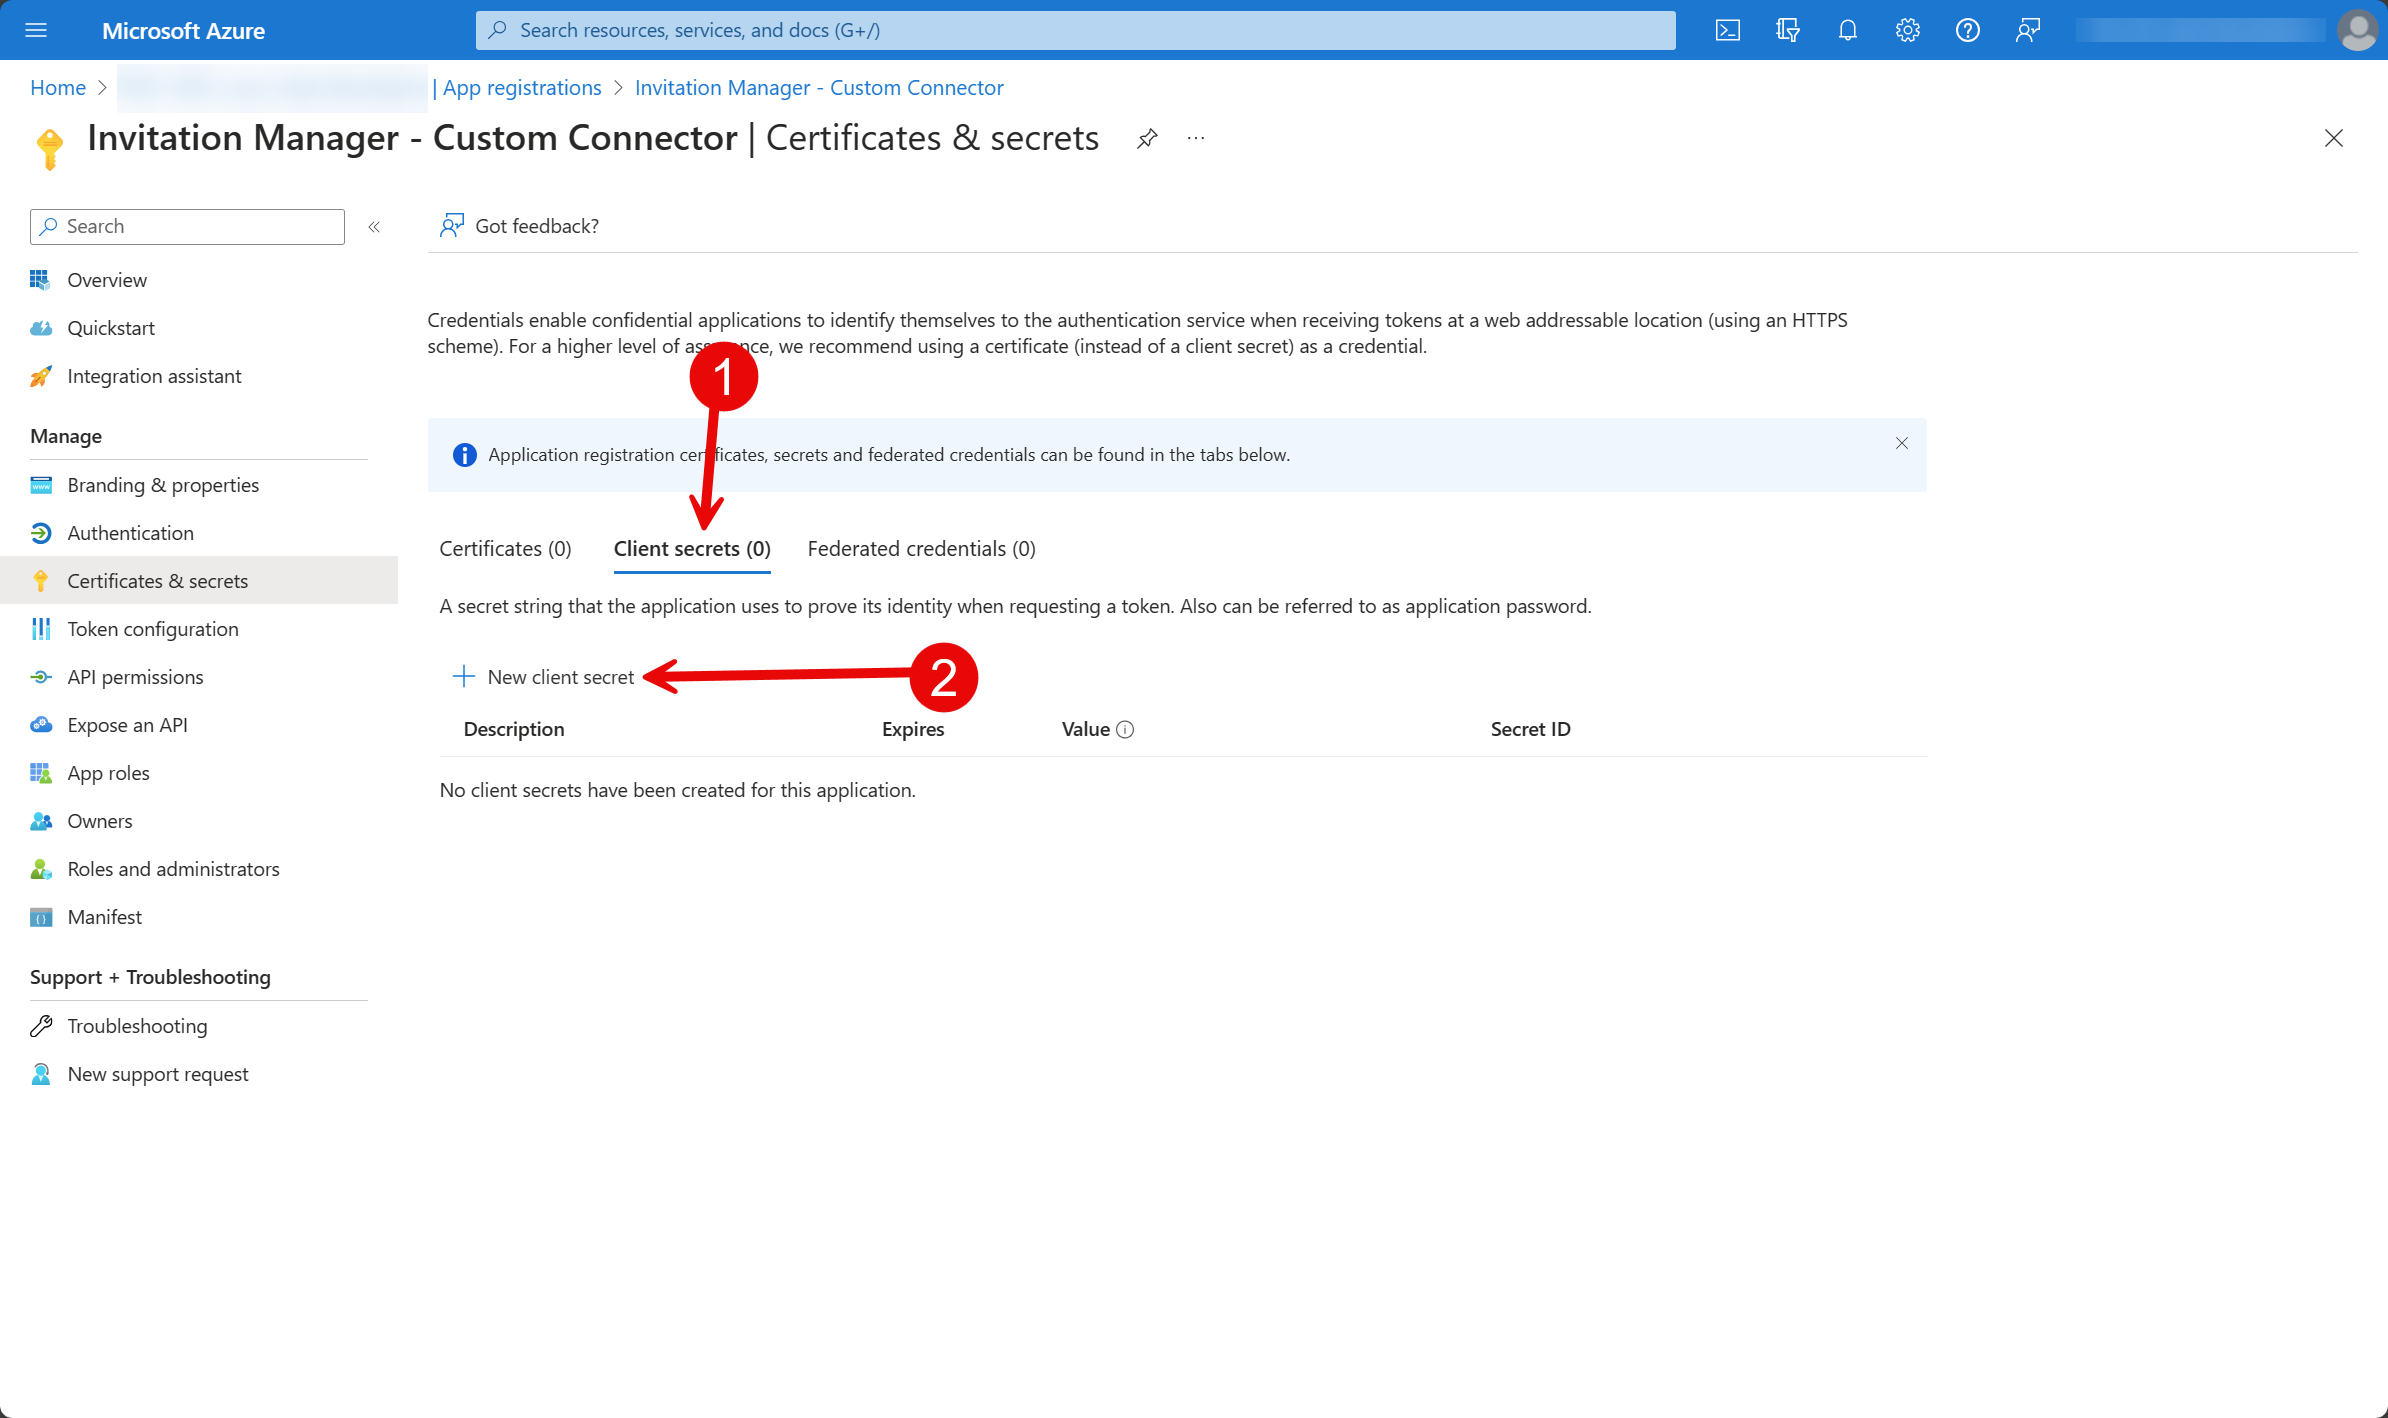 Microsoft Azure
Search resources, services, and docs (G+/)
Home > | App registrations > Invitation Manager - Custom Connector
Invitation Manager - Custom Connector | Certificates & secrets
Search
«
Got feedback?
Overview
Quickstart
Integration assistant
Manage
Branding & properties
Authentication
Certificates & secrets
Token configuration
API permissions
Expose an API
App roles
Owners
Roles and administrators
Manifest
Support + Troubleshooting
Troubleshooting
New support request
Credentials enable confidential applications to identify themselves to the authentication service when receiving tokens at a web addressable location (using an HTTPS
scheme). For a higher level of, we recommend using a certificate (instead of a client secret) as a credential.
1
Application registration certificates, secrets and federated credentials can be found in the tabs below.
Certificates (0) Client secrets (0) Federated credentials (0)
A secret string that the application uses to prove its identity when requesting a token. Also can be referred to as application password.
New client secret
2
Description Expires Value Secret ID
No client secrets have been created for this application.